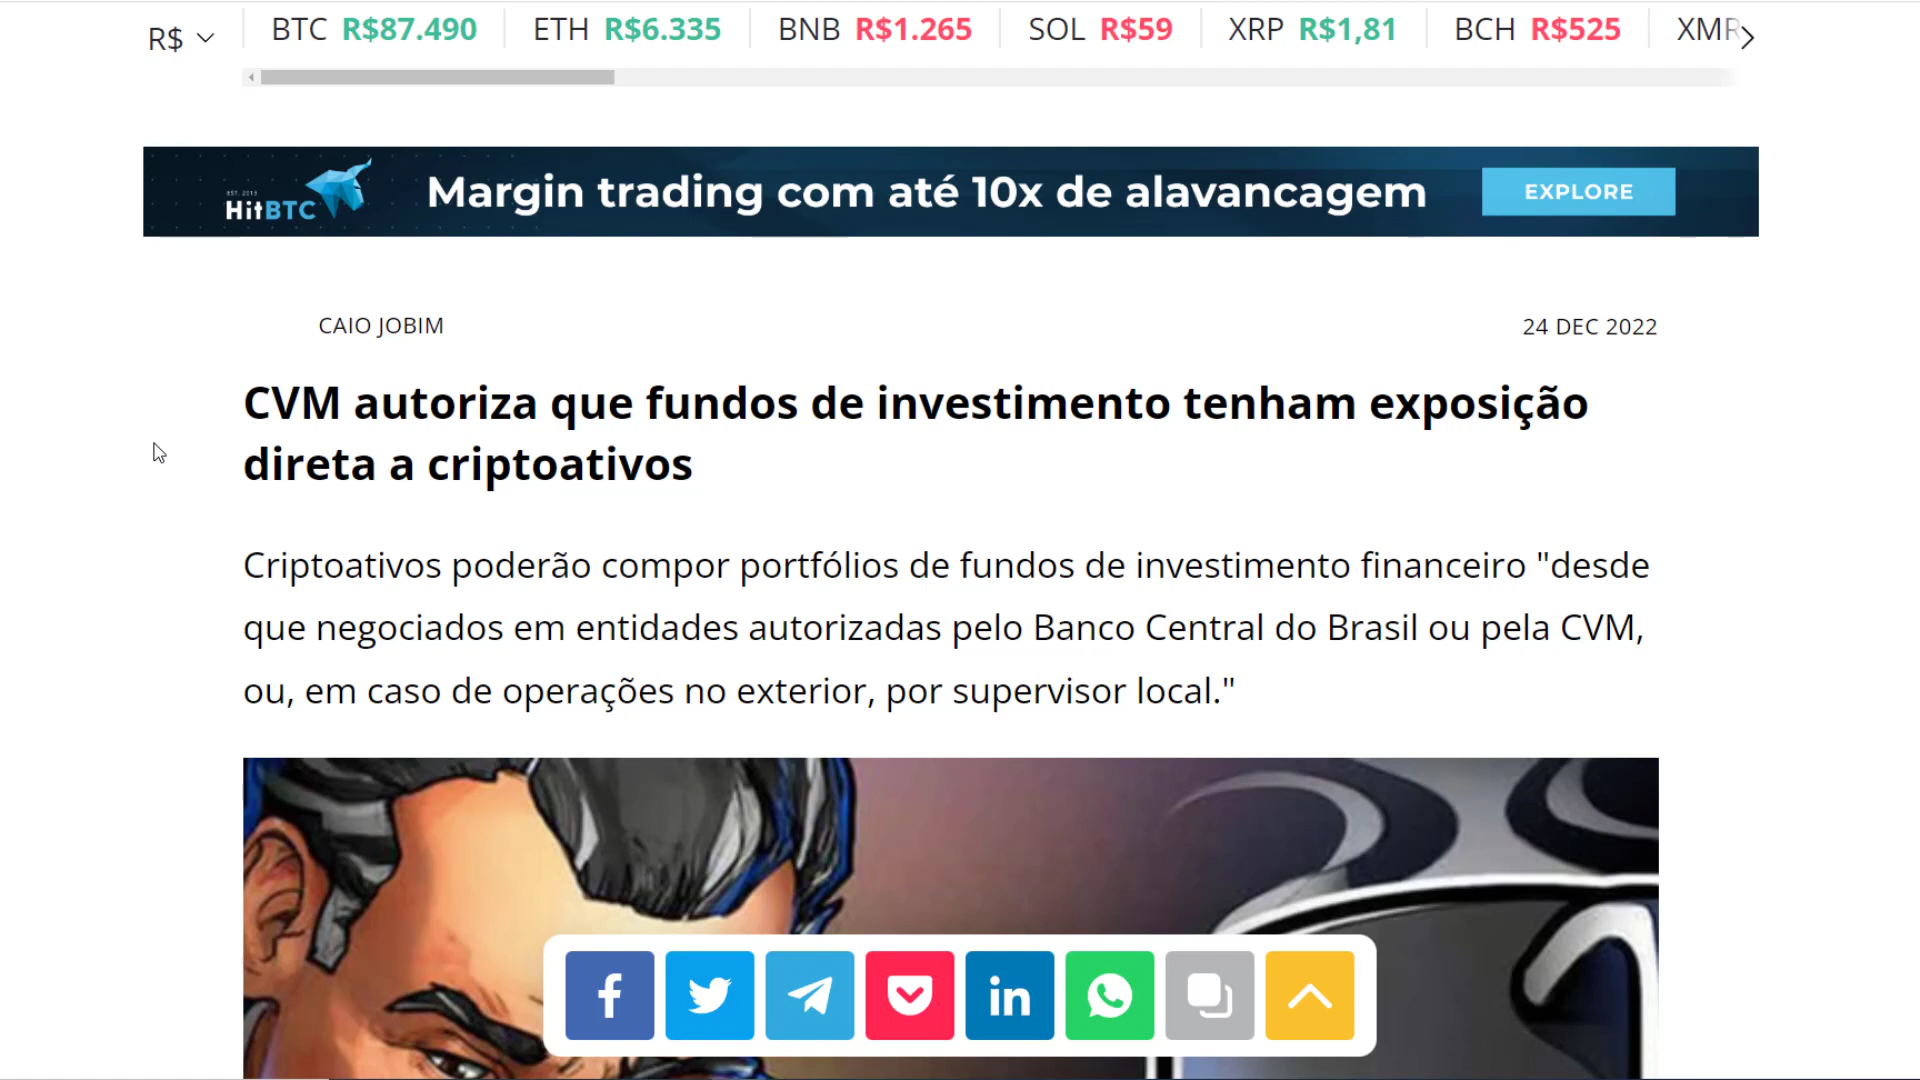 R$ BTC R$87.490 ETH R$6.335 BNB R$1.265 SOL R$59 XRP R$1,81 BCH R$525 XMR
EST. 2013
HitBTC
Margin trading com até 10x de alavancagem
EXPLORE
CAIO JOBIM
24 DEC 2022
CVM autoriza que fundos de investimento tenham exposição
direta a criptoativos
Criptoativos poderão compor portfólios de fundos de investimento financeiro "desde
que negociados em entidades autorizadas pelo Banco Central do Brasil ou pela CVM,
ou, em caso de operações no exterior, por supervisor local."